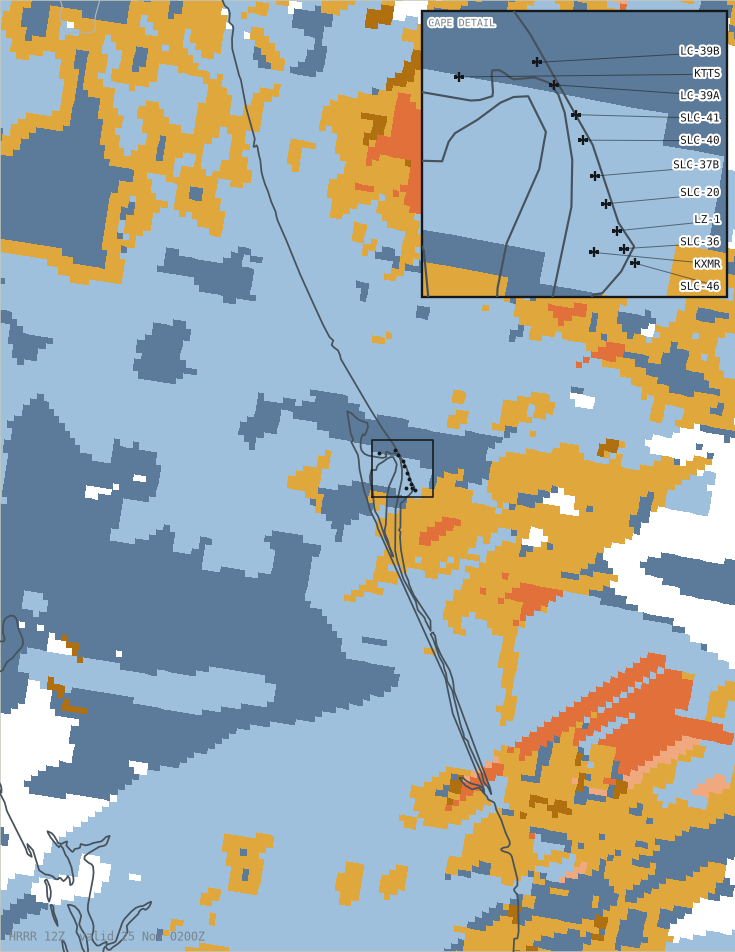 CAPE DETAIL
LC-39B
KTTS
LC-39A
SLC-41
SLC-40
SLC-37B
SLC-20
LZ-1
SLC-36
KXMR
SLC-46
HRRR 12Z valid 25 Nov 0200Z